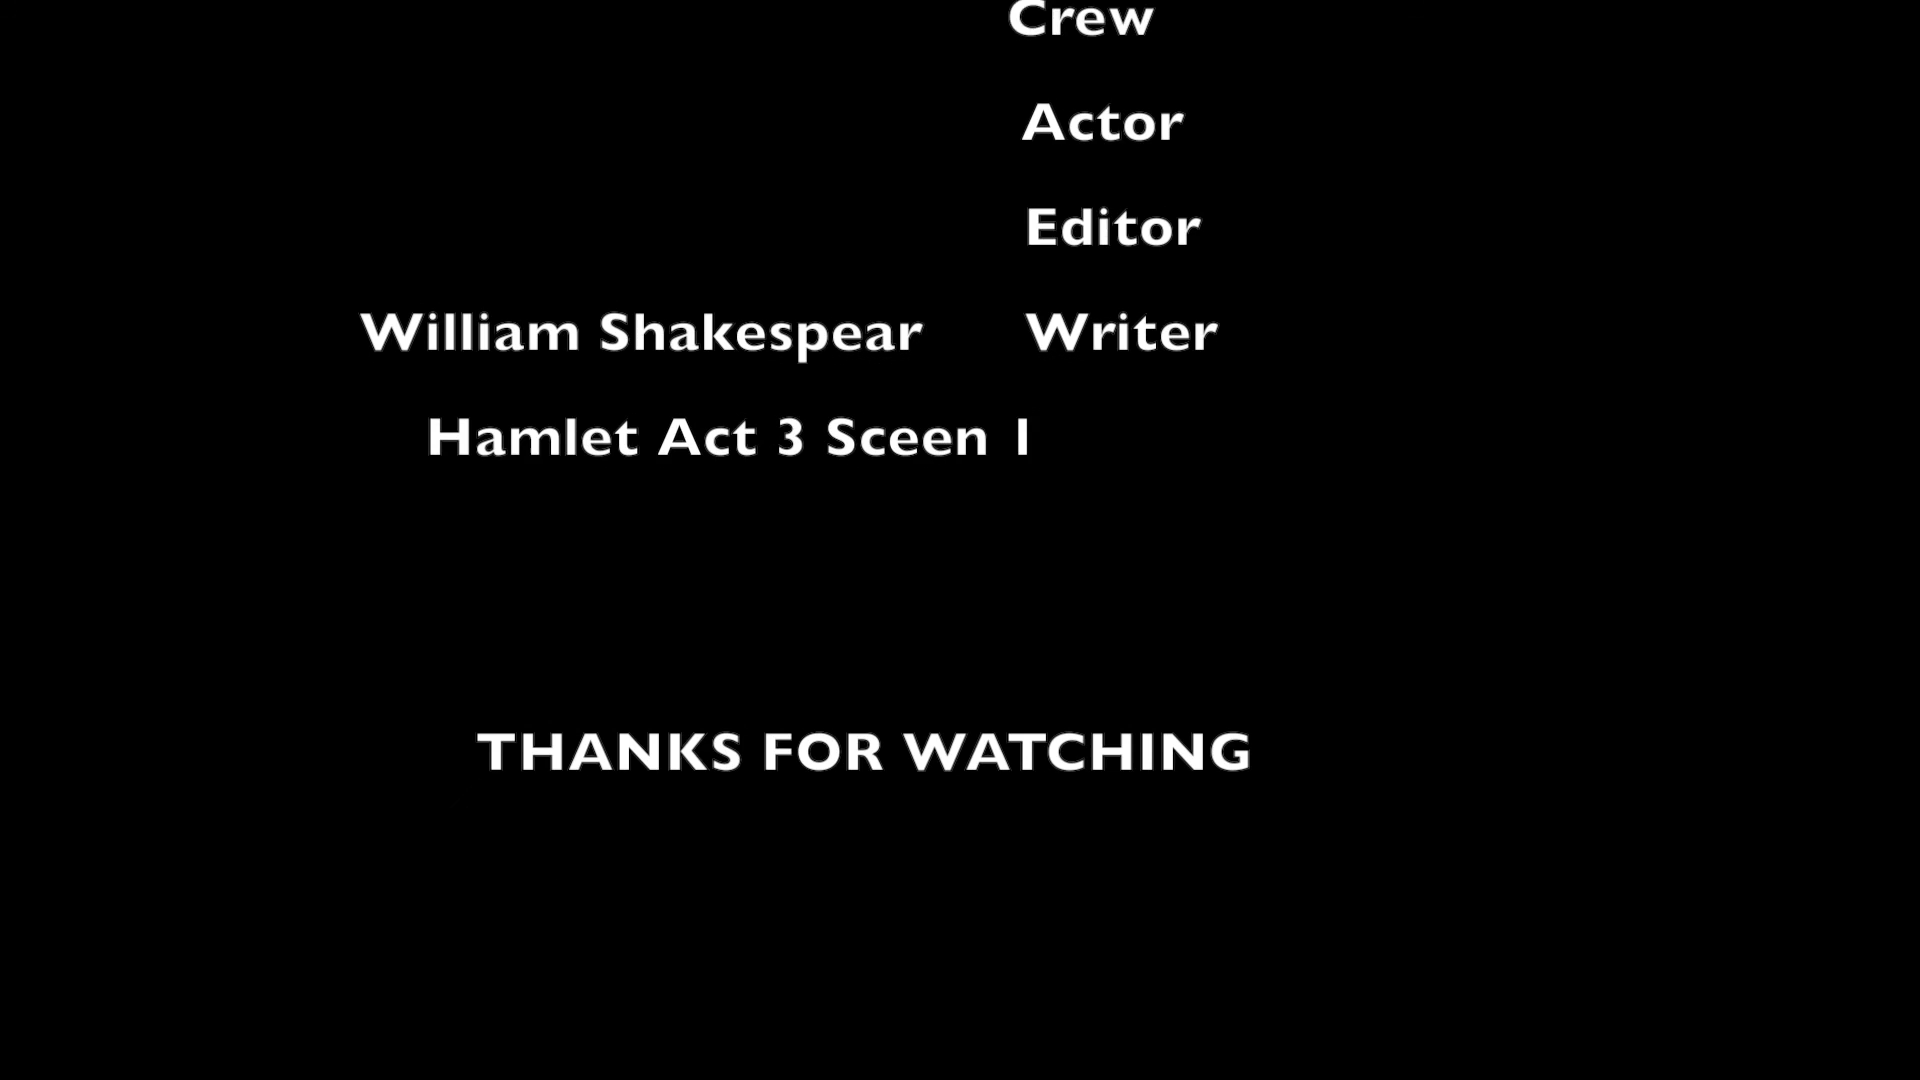 Crew
Actor
Editor
William Shakespear Writer
Hamlet Act 3 Sceen 1
THANKS FOR WATCHING